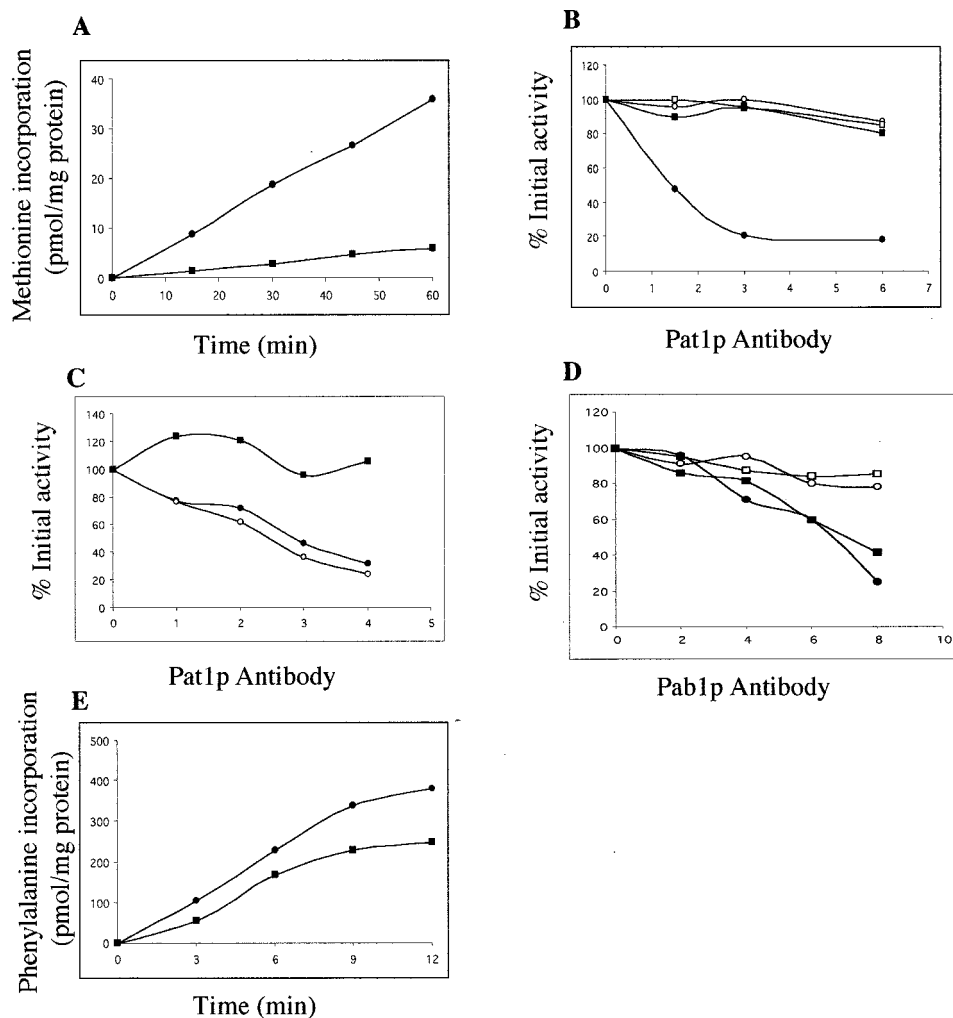 A
Methionine incorporation
(pmol/mg protein)
40
30
20
10
0
0 10 20 30 40 50 60
Time (min)
B
% Initial activity
120
100
80
60
40
20
0
0 1 2 3 4 5 6 7
Pat1p Antibody
C
% Initial activity
140
120
100
80
60
40
20
0
0 1 2 3 4 5
Pat1p Antibody
D
% Initial activity
120
100
80
60
40
20
0
0 2 4 6 8 10
Pab1p Antibody
E
Phenylalanine incorporation
(pmol/mg protein)
500
400
300
200
100
0
0 3 6 9 12
Time (min)